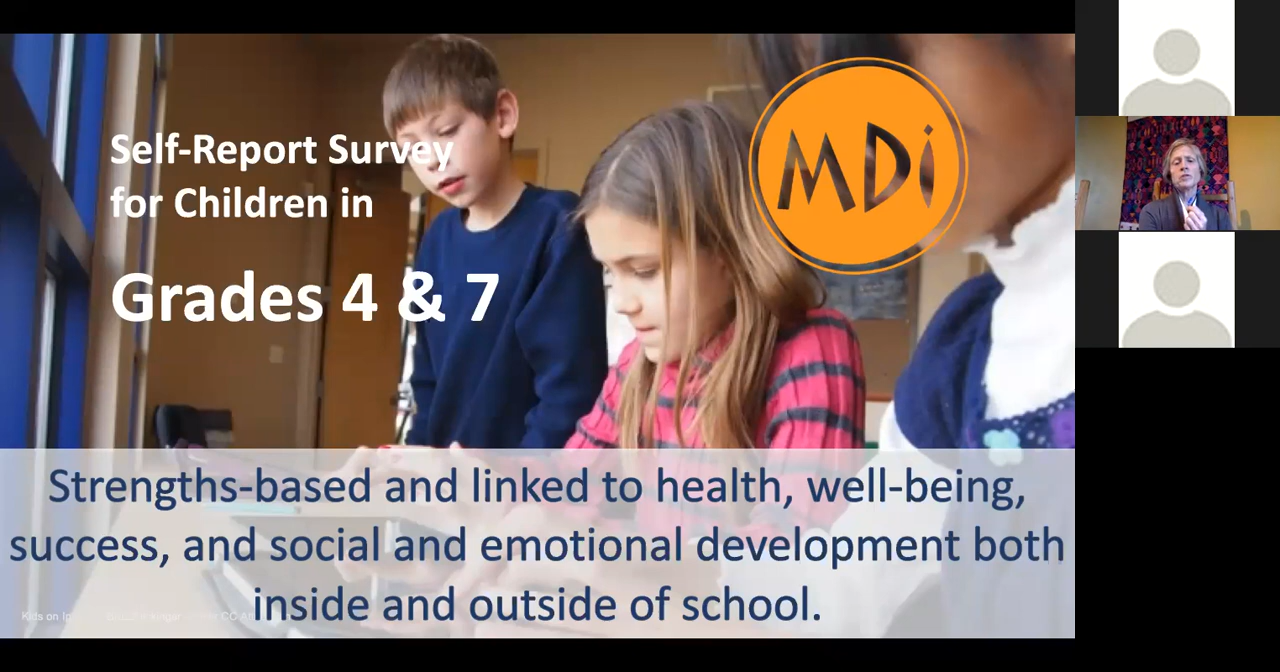 Self-Report Survey
for Children in
Grades 4 & 7
MDi
Strengths-based and linked to health, well-being,
success, and social and emotional development both
inside and outside of school.
Kids on
CC